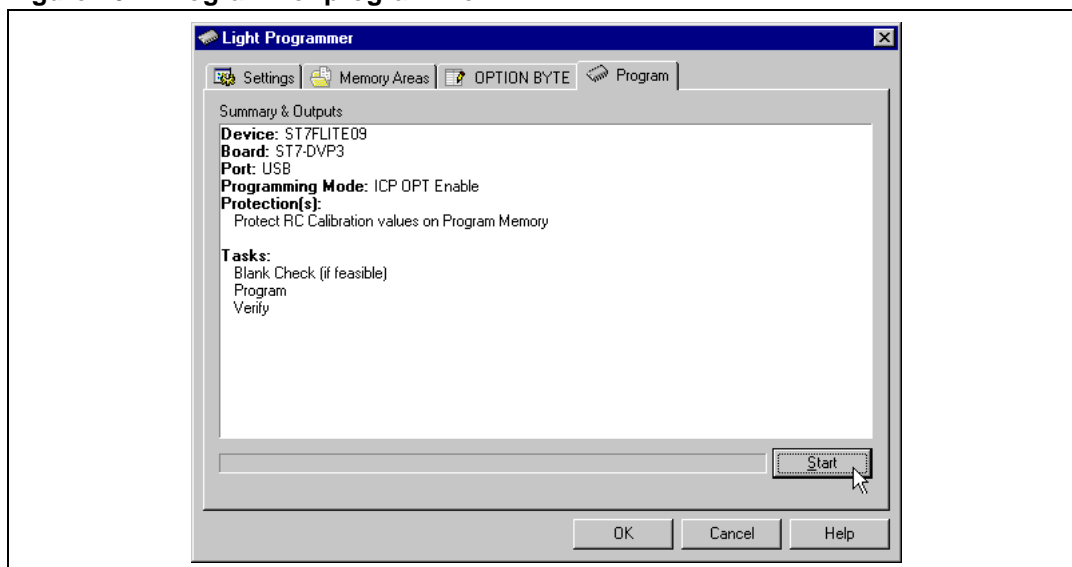 Light Programmer
Settings Memory Areas OPTION BYTE Program
Summary & Outputs
Device: ST7FLITE09
Board: ST7-DVP3
Port: USB
Programming Mode: ICP OPT Enable
Protection(s):
Protect RC Calibration values on Program Memory
Tasks:
Blank Check (if feasible)
Program
Verify
Start
OK Cancel Help